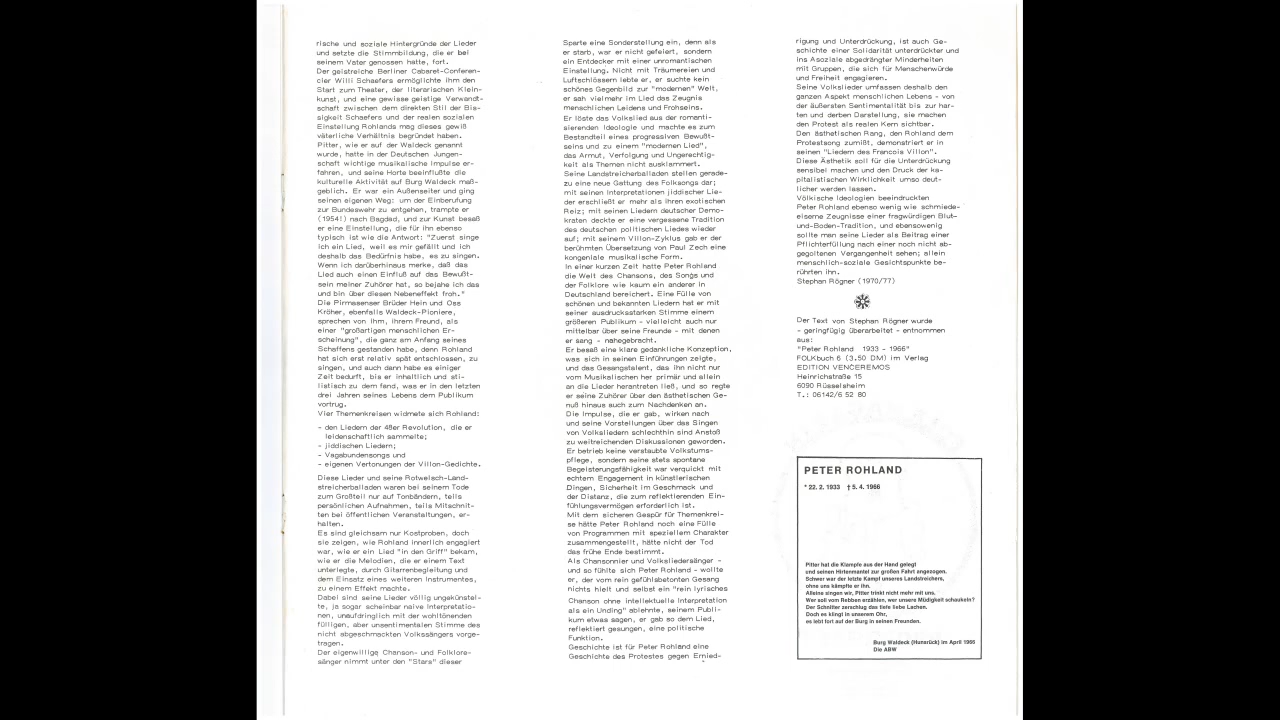 rische und soziale Hintergründe der Lieder
und setzte die Stimmbildung, die er bei
seinem Vater genossen hatte, fort.
Der geistreiche Berliner Cabaret-Conferen-
cier Willi Schaefers ermöglichte ihm den
Start zum Theater, der literarischen Klein-
kunst, und eine gewisse geistige Verwandt-
schaft zwischen dem direkten Stil der Bis-
sigkeit Schaefers und der realen sozialen
Einstellung Rohlands mag dieses gewiß
väterliche Verhältnis begründet haben.
Pitter, wie er auf der Waldeck genannt
wurde, hatte in der Deutschen Jungen-
schaft wichtige musikalische Impulse er-
fahren, und seine Horte beeinflußte die
kulturelle Aktivität auf Burg Waldeck maß-
geblich. Er war ein Außenseiter und ging
seinen eigenen Weg: um der Einberufung
zur Bundeswehr zu entgehen, trampte er
(1954!) nach Bagdad, und zur Kunst besaß
er eine Einstellung, die für ihn ebenso
typisch ist wie die Antwort: "Zuerst singe
ich ein Lied, weil es mir gefällt und ich
deshalb das Bedürfnis habe, es zu singen.
Wenn ich darüberhinaus merke, daß das
Lied auch einen Einfluß auf das Bewußt-
sein meiner Zuhörer hat, so bejahe ich das
und bin über diesen Nebeneffekt froh."
Die Pirmasenser Brüder Hein und Oss
Kröher, ebenfalls Waldeck-Pioniere,
sprechen von ihm, ihrem Freund, als
einer "großartigen menschlichen Er-
scheinung", die ganz am Anfang seines
Schaffens gestanden habe, denn Rohland
hat sich erst relativ spät entschlossen, zu
singen, und auch dann habe es einiger
Zeit bedurft, bis er inhaltlich und sti-
listisch zu dem fand, was er in den letzten
drei Jahren seines Lebens dem Publikum
vortrug.
Vier Themenkreisen widmete sich Rohland:
- den Liedern der 48er Revolution, die er
leidenschaftlich sammelte;
- jiddischen Liedern;
- Vagabundensongs und
- eigenen Vertonungen der Villon-Gedichte.
Diese Lieder und seine Rotwelsch-Land-
streicherballaden waren bei seinem Tode
zum Großteil nur auf Tonbändern, teils
persönlichen Aufnahmen, teils Mitschnit-
ten bei öffentlichen Veranstaltungen, er-
halten.
Es sind gleichsam nur Kostproben, doch
sie zeigen, wie Rohland innerlich engagiert
war, wie er ein Lied "in den Griff" bekam,
wie er die Melodien, die er einem Text
unterlegte, durch Gitarrenbegleitung und
dem Einsatz eines weiteren Instrumentes,
zu einem Effekt machte.
Dabei sind seine Lieder völlig ungekünstel-
te, ja sogar scheinbar naive Interpretatio-
nen, unaufdringlich mit der wohltönenden
fülligen, aber unsentimentalen Stimme des
nicht abgeschmackten Volkssängers vorge-
tragen.
Der eigenwillige Chanson- und Folklore-
sänger nimmt unter den "Stars" dieser
Sparte eine Sonderstellung ein, denn als
er starb, war er nicht gefeiert, sondern
ein Entdecker mit einer unromantischen
Einstellung. Nicht mit Träumereien und
Luftschlössern lebte er, er suchte kein
schönes Gegenbild zur "modernen" Welt,
er sah vielmehr im Lied das Zeugnis
menschlichen Leidens und Frohseins.
Er löste das Volkslied aus der romanti-
sierenden Ideologie und machte es zum
Bestandteil eines progressiven Bewußt-
seins und zu einem "modernen Lied",
das Armut, Verfolgung und Ungerechtig-
keit als Themen nicht ausklammert.
Seine Landstreicherballaden stellen gerade-
zu eine neue Gattung des Folksongs dar;
mit seinen Interpretationen jiddischer Lie-
der erschließt er mehr als ihren exotischen
Reiz; mit seinen Liedern deutscher Demo-
kraten deckte er eine vergessene Tradition
des deutschen politischen Liedes wieder
auf; mit seinem Villon-Zyklus gab er der
berühmten Übersetzung von Paul Zech eine
kongeniale musikalische Form.
In einer kurzen Zeit hatte Peter Rohland
die Welt des Chansons, des Songs und
der Folklore wie kaum ein anderer in
Deutschland bereichert. Eine Fülle von
schönen und bekannten Liedern hat er mit
seiner ausdrucksstarken Stimme einem
größeren Publikum - vielleicht auch nur
mittelbar über seine Freunde - mit denen
er sang - nahegebracht.
Er besaß eine klare gedankliche Konzeption,
was sich in seinen Einführungen zeigte,
und das Gesangstalent, das ihn nicht nur
vom Musikalischen her primär und allein
an die Lieder herantreten ließ, und so regte
er seine Zuhörer über den ästhetischen Ge-
nuß hinaus auch zum Nachdenken an.
Die Impulse, die er gab, wirken nach
und seine Vorstellungen über das Singen
von Volksliedern schlechthin sind Anstoß
zu weitreichenden Diskussionen geworden.
Er betrieb keine verstaubte Volkstums-
pflege, sondern seine stets spontane
Begeisterungsfähigkeit war verquickt mit
echtem Engagement in künstlerischen
Dingen, Sicherheit im Geschmack und
der Distanz, die zum reflektierenden Ein-
fühlungsvermögen erforderlich ist.
Mit dem sicheren Gespür für Themenkrei-
se hätte Peter Rohland noch eine Fülle
von Programmen mit speziellem Charakter
zusammengestellt, hätte nicht der Tod
das frühe Ende bestimmt.
Als Chansonnier und Volksliedersänger -
und so fühlte sich Peter Rohland - wollte
er, der vom rein gefühlsbetonten Gesang
nichts hielt und selbst ein "rein lyrisches
Chanson ohne intellektuelle Interpretation
als ein Unding" ablehnte, seinem Publi-
kum etwas sagen, er gab so dem Lied,
reflektiert gesungen, eine politische
Funktion.
Geschichte ist für Peter Rohland eine
Geschichte des Protestes gegen Ernied-
rigung und Unterdrückung, ist auch Ge-
schichte einer Solidarität unterdrückter und
ins Asoziale abgedrängter Minderheiten
mit Gruppen, die sich für Menschenwürde
und Freiheit engagieren.
Seine Volkslieder umfassen deshalb den
ganzen Aspekt menschlichen Lebens - von
der äußersten Sentimentalität bis zur har-
ten und derben Darstellung, sie machen
den Protest als realen Kern sichtbar.
Den ästhetischen Rang, den Rohland dem
Protestsong zumißt, demonstriert er in
seinen "Liedern des Francois Villon".
Diese Ästhetik soll für die Unterdrückung
sensibel machen und den Druck der ka-
pitalistischen Wirklichkeit umso deut-
licher werden lassen.
Völkische Ideologien beeindruckten
Peter Rohland ebenso wenig wie schmiede-
eiserne Zeugnisse einer fragwürdigen Blut-
und-Boden-Tradition, und ebensowenig
sollte man seine Lieder als Beitrag einer
Pflichterfüllung nach einer noch nicht ab-
gegoltenen Vergangenheit sehen; allein
menschlich-soziale Gesichtspunkte be-
rührten ihn.
Stephan Rögner (1970/77)
Der Text von Stephan Rögner wurde
- geringfügig überarbeitet - entnommen
aus:
"Peter Rohland 1933 - 1966"
FOLKbuch 6 (3.50 DM) im Verlag
EDITION VENCEREMOS
Heinrichstraße 15
6090 Rüsselsheim
T.: 06142/6 52 80
PETER ROHLAND
* 22. 2. 1933 † 5. 4. 1966
Pitter hat die Klampfe aus der Hand gelegt
und seinen Hirtenmantel zur großen Fahrt angezogen.
Schwer war der letzte Kampf unseres Landstreichers,
ohne uns kämpfte er ihn.
Alleine singen wir, Pitter trinkt nicht mehr mit uns.
Wer soll vom Rebben erzählen, wer unsere Müdigkeit schaukeln?
Der Schnitter zerschlug das tiefe liebe Lachen.
Doch es klingt in unserem Ohr,
es lebt fort auf der Burg in seinen Freunden.
Burg Waldeck (Hunsrück) im April 1966
Die ABW